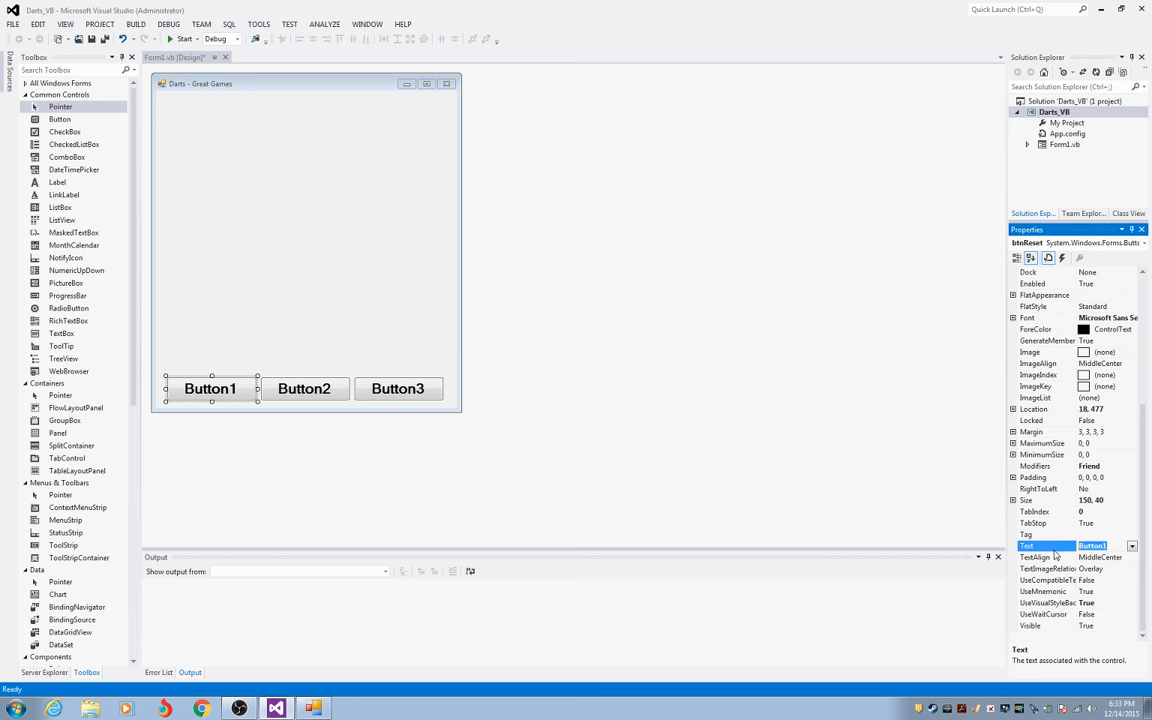 Darts_VB - Microsoft Visual Studio (Administrator)
Quick Launch (Ctrl+;)
FILE EDIT VIEW PROJECT BUILD DEBUG TEAM SQL TOOLS TEST ANALYZE WINDOW HELP
Start Debug
Data Sources
Toolbox
Search Toolbox
All Windows Forms
Common Controls
Pointer
Button
CheckBox
CheckedListBox
ComboBox
DateTimePicker
Label
LinkLabel
ListBox
ListView
MaskedTextBox
MonthCalendar
NotifyIcon
NumericUpDown
PictureBox
ProgressBar
RadioButton
RichTextBox
TextBox
ToolTip
TreeView
WebBrowser
Containers
Pointer
FlowLayoutPanel
GroupBox
Panel
SplitContainer
TabControl
TableLayoutPanel
Menus & Toolbars
Pointer
ContextMenuStrip
MenuStrip
StatusStrip
ToolStrip
ToolStripContainer
Data
Pointer
Chart
BindingNavigator
BindingSource
DataGridView
DataSet
Components
Server Explorer Toolbox
Form1.vb [Design]*
Darts - Great Games
Button1 Button2 Button3
Output
Show output from:
Error List Output
Solution Explorer
Search Solution Explorer (Ctrl+;)
Solution 'Darts_VB' (1 project)
Darts_VB
My Project
App.config
Form1.vb
Solution Exp... Team Explor... Class View
Properties
btnReset System.Windows.Forms.Butto
Dock None
Enabled True
FlatAppearance
FlatStyle Standard
Font Microsoft Sans Se
ForeColor ControlText
GenerateMember True
Image (none)
ImageAlign MiddleCenter
ImageIndex (none)
ImageKey (none)
ImageList (none)
Location 18, 477
Locked False
Margin 3, 3, 3, 3
MaximumSize 0, 0
MinimumSize 0, 0
Modifiers Friend
Padding 0, 0, 0, 0
RightToLeft No
Size 150, 40
TabIndex 0
TabStop True
Tag
Text Button1
TextAlign MiddleCenter
TextImageRelation Overlay
UseCompatibleTe False
UseMnemonic True
UseVisualStyleBac True
UseWaitCursor False
Visible True
Text
The text associated with the control.
Ready
6:33 PM
12/14/2015